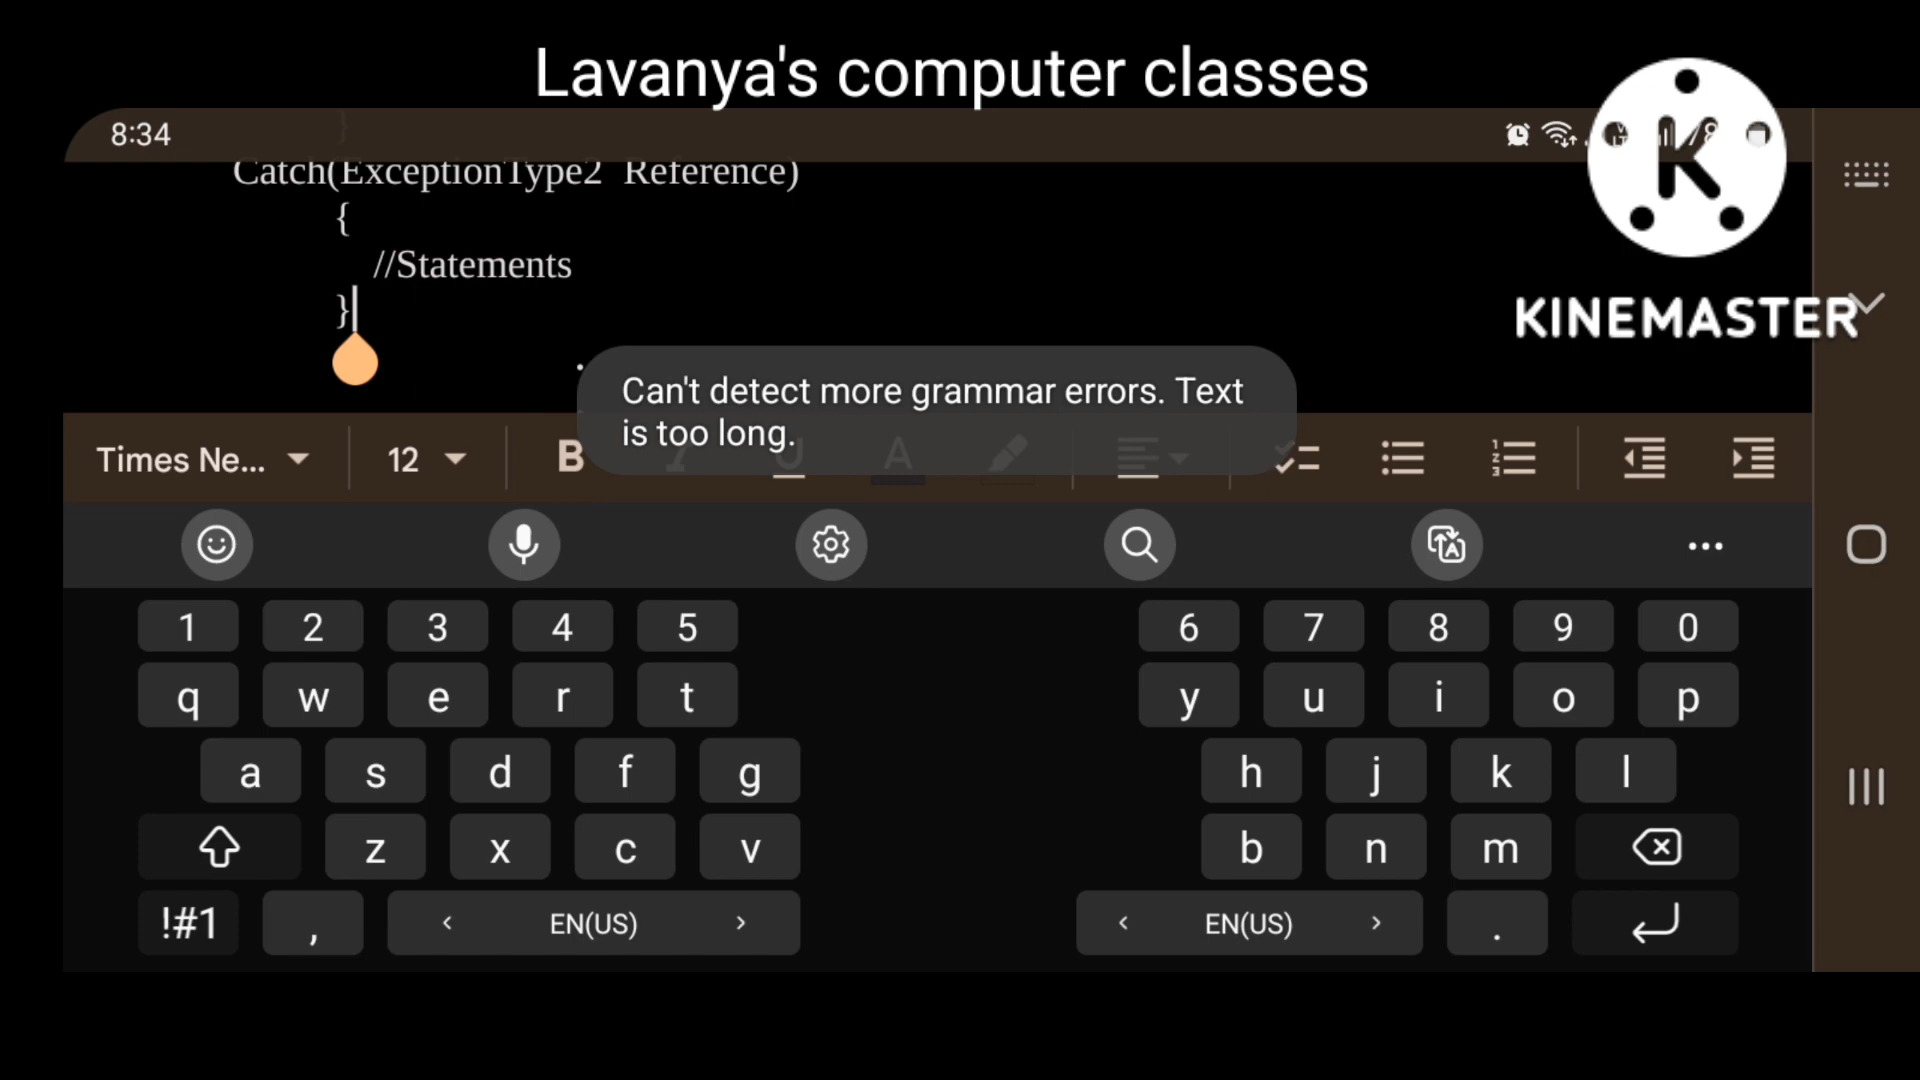 Lavanya's computer classes
8:34
}
Catch(ExceptionType2 Reference)
{
//Statements
}
KINEMASTER
Can't detect more grammar errors. Text
is too long.
Times Ne... 12 B I U A
1 2 3 4 5 6 7 8 9 0
q w e r t y u i o p
a s d f g h j k l
z x c v b n m
!#1 , < EN(US) > < EN(US) > .